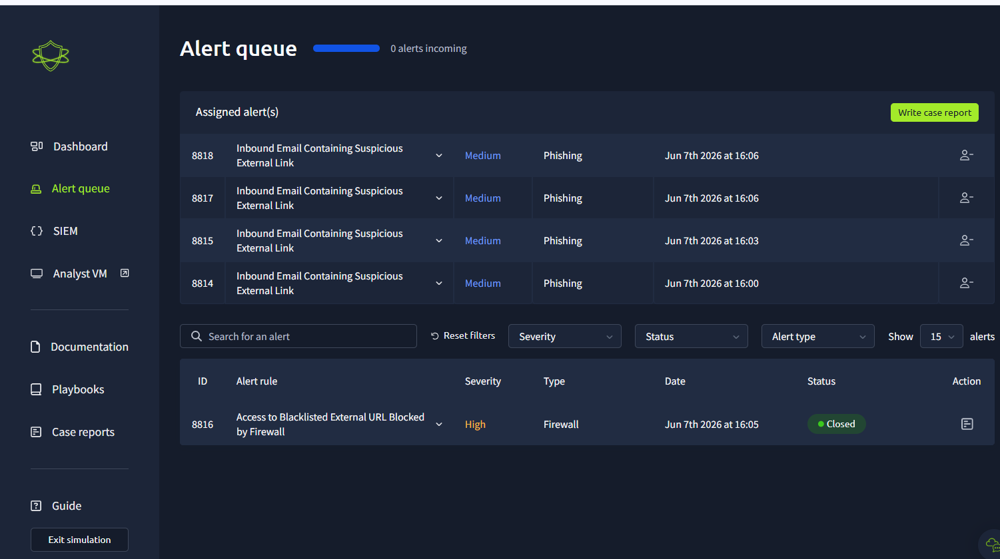 Alert queue
0 alerts incoming
Dashboard
Alert queue
SIEM
Analyst VM
Documentation
Playbooks
Case reports
Guide
Exit simulation
Assigned alert(s)
Write case report
8818 Inbound Email Containing Suspicious
External Link Medium Phishing Jun 7th 2026 at 16:06
8817 Inbound Email Containing Suspicious
External Link Medium Phishing Jun 7th 2026 at 16:06
8815 Inbound Email Containing Suspicious
External Link Medium Phishing Jun 7th 2026 at 16:03
8814 Inbound Email Containing Suspicious
External Link Medium Phishing Jun 7th 2026 at 16:00
Search for an alert Reset filters Severity Status Alert type Show 15 alerts
ID Alert rule Severity Type Date Status Action
8816 Access to Blacklisted External URL Blocked
by Firewall High Firewall Jun 7th 2026 at 16:05 Closed